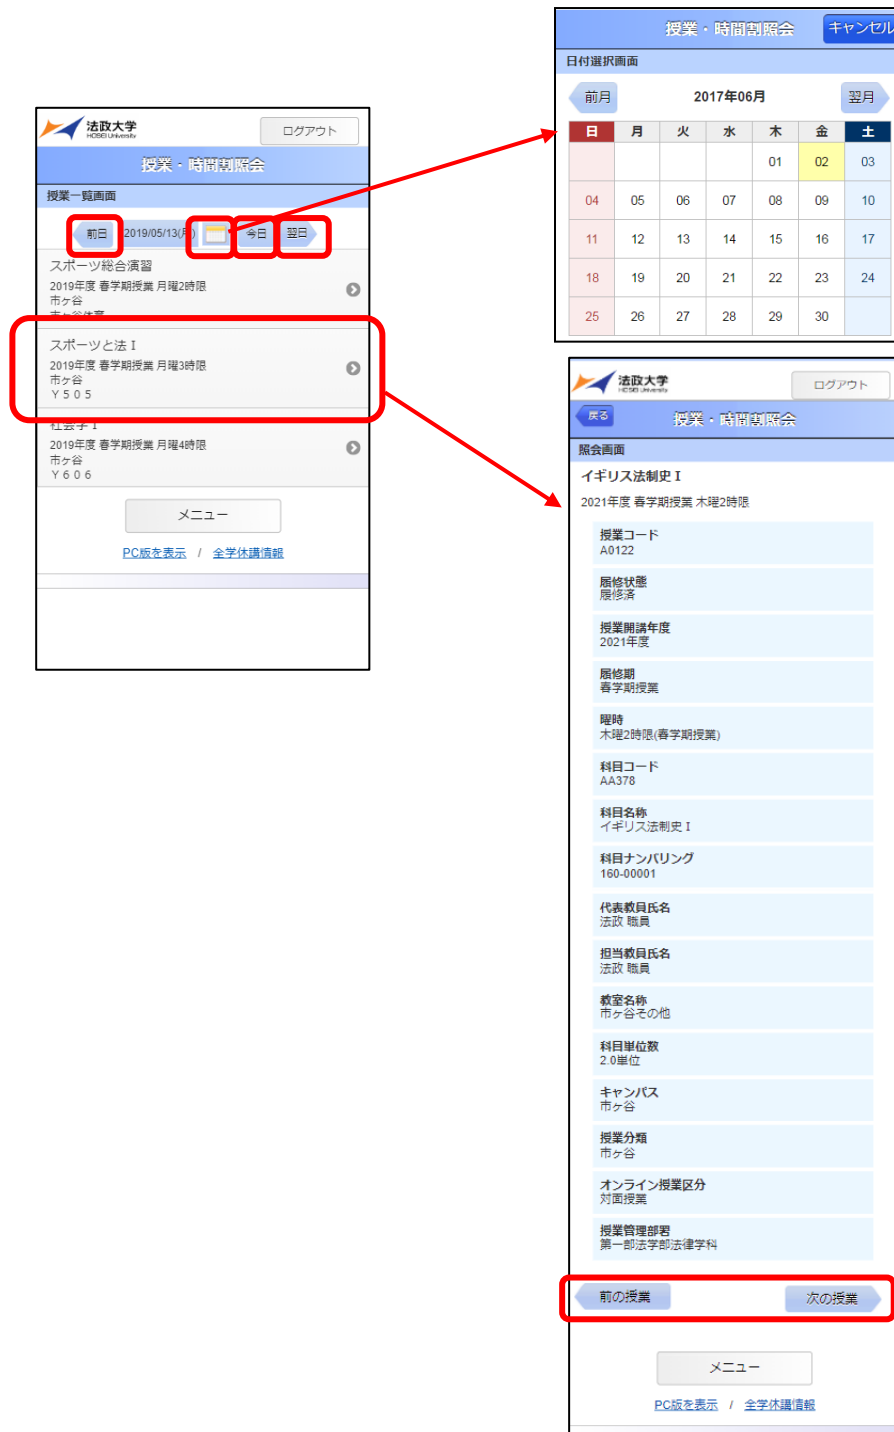 法政大学
HOSEI University
ログアウト
授業・時間割照会
授業一覧画面
前日 2019/05/13(月) 今日 翌日
スポーツ総合演習
2019年度 春学期授業 月曜2時限
市ヶ谷
市ヶ谷体育
スポーツと法Ⅰ
2019年度 春学期授業 月曜3時限
市ヶ谷
Ｙ５０５
社会学Ⅰ
2019年度 春学期授業 月曜4時限
市ヶ谷
Ｙ６０６
メニュー
PC版を表示 / 全学休講情報
授業・時間割照会 キャンセル
日付選択画面
前月 2017年06月 翌月
日 月 火 水 木 金 土
01 02 03
04 05 06 07 08 09 10
11 12 13 14 15 16 17
18 19 20 21 22 23 24
25 26 27 28 29 30
法政大学
HOSEI University
ログアウト
戻る 授業・時間割照会
照会画面
イギリス法制史Ⅰ
2021年度 春学期授業 木曜2時限
授業コード
A0122
履修状態
履修済
授業開講年度
2021年度
履修期
春学期授業
曜時
木曜2時限(春学期授業)
科目コード
AA378
科目名称
イギリス法制史Ⅰ
科目ナンバリング
160-00001
代表教員氏名
法政 職員
担当教員氏名
法政 職員
教室名称
市ヶ谷その他
科目単位数
2.0単位
キャンパス
市ヶ谷
授業分類
市ヶ谷
オンライン授業区分
対面授業
授業管理部署
第一部法学部法律学科
前の授業 次の授業
メニュー
PC版を表示 / 全学休講情報